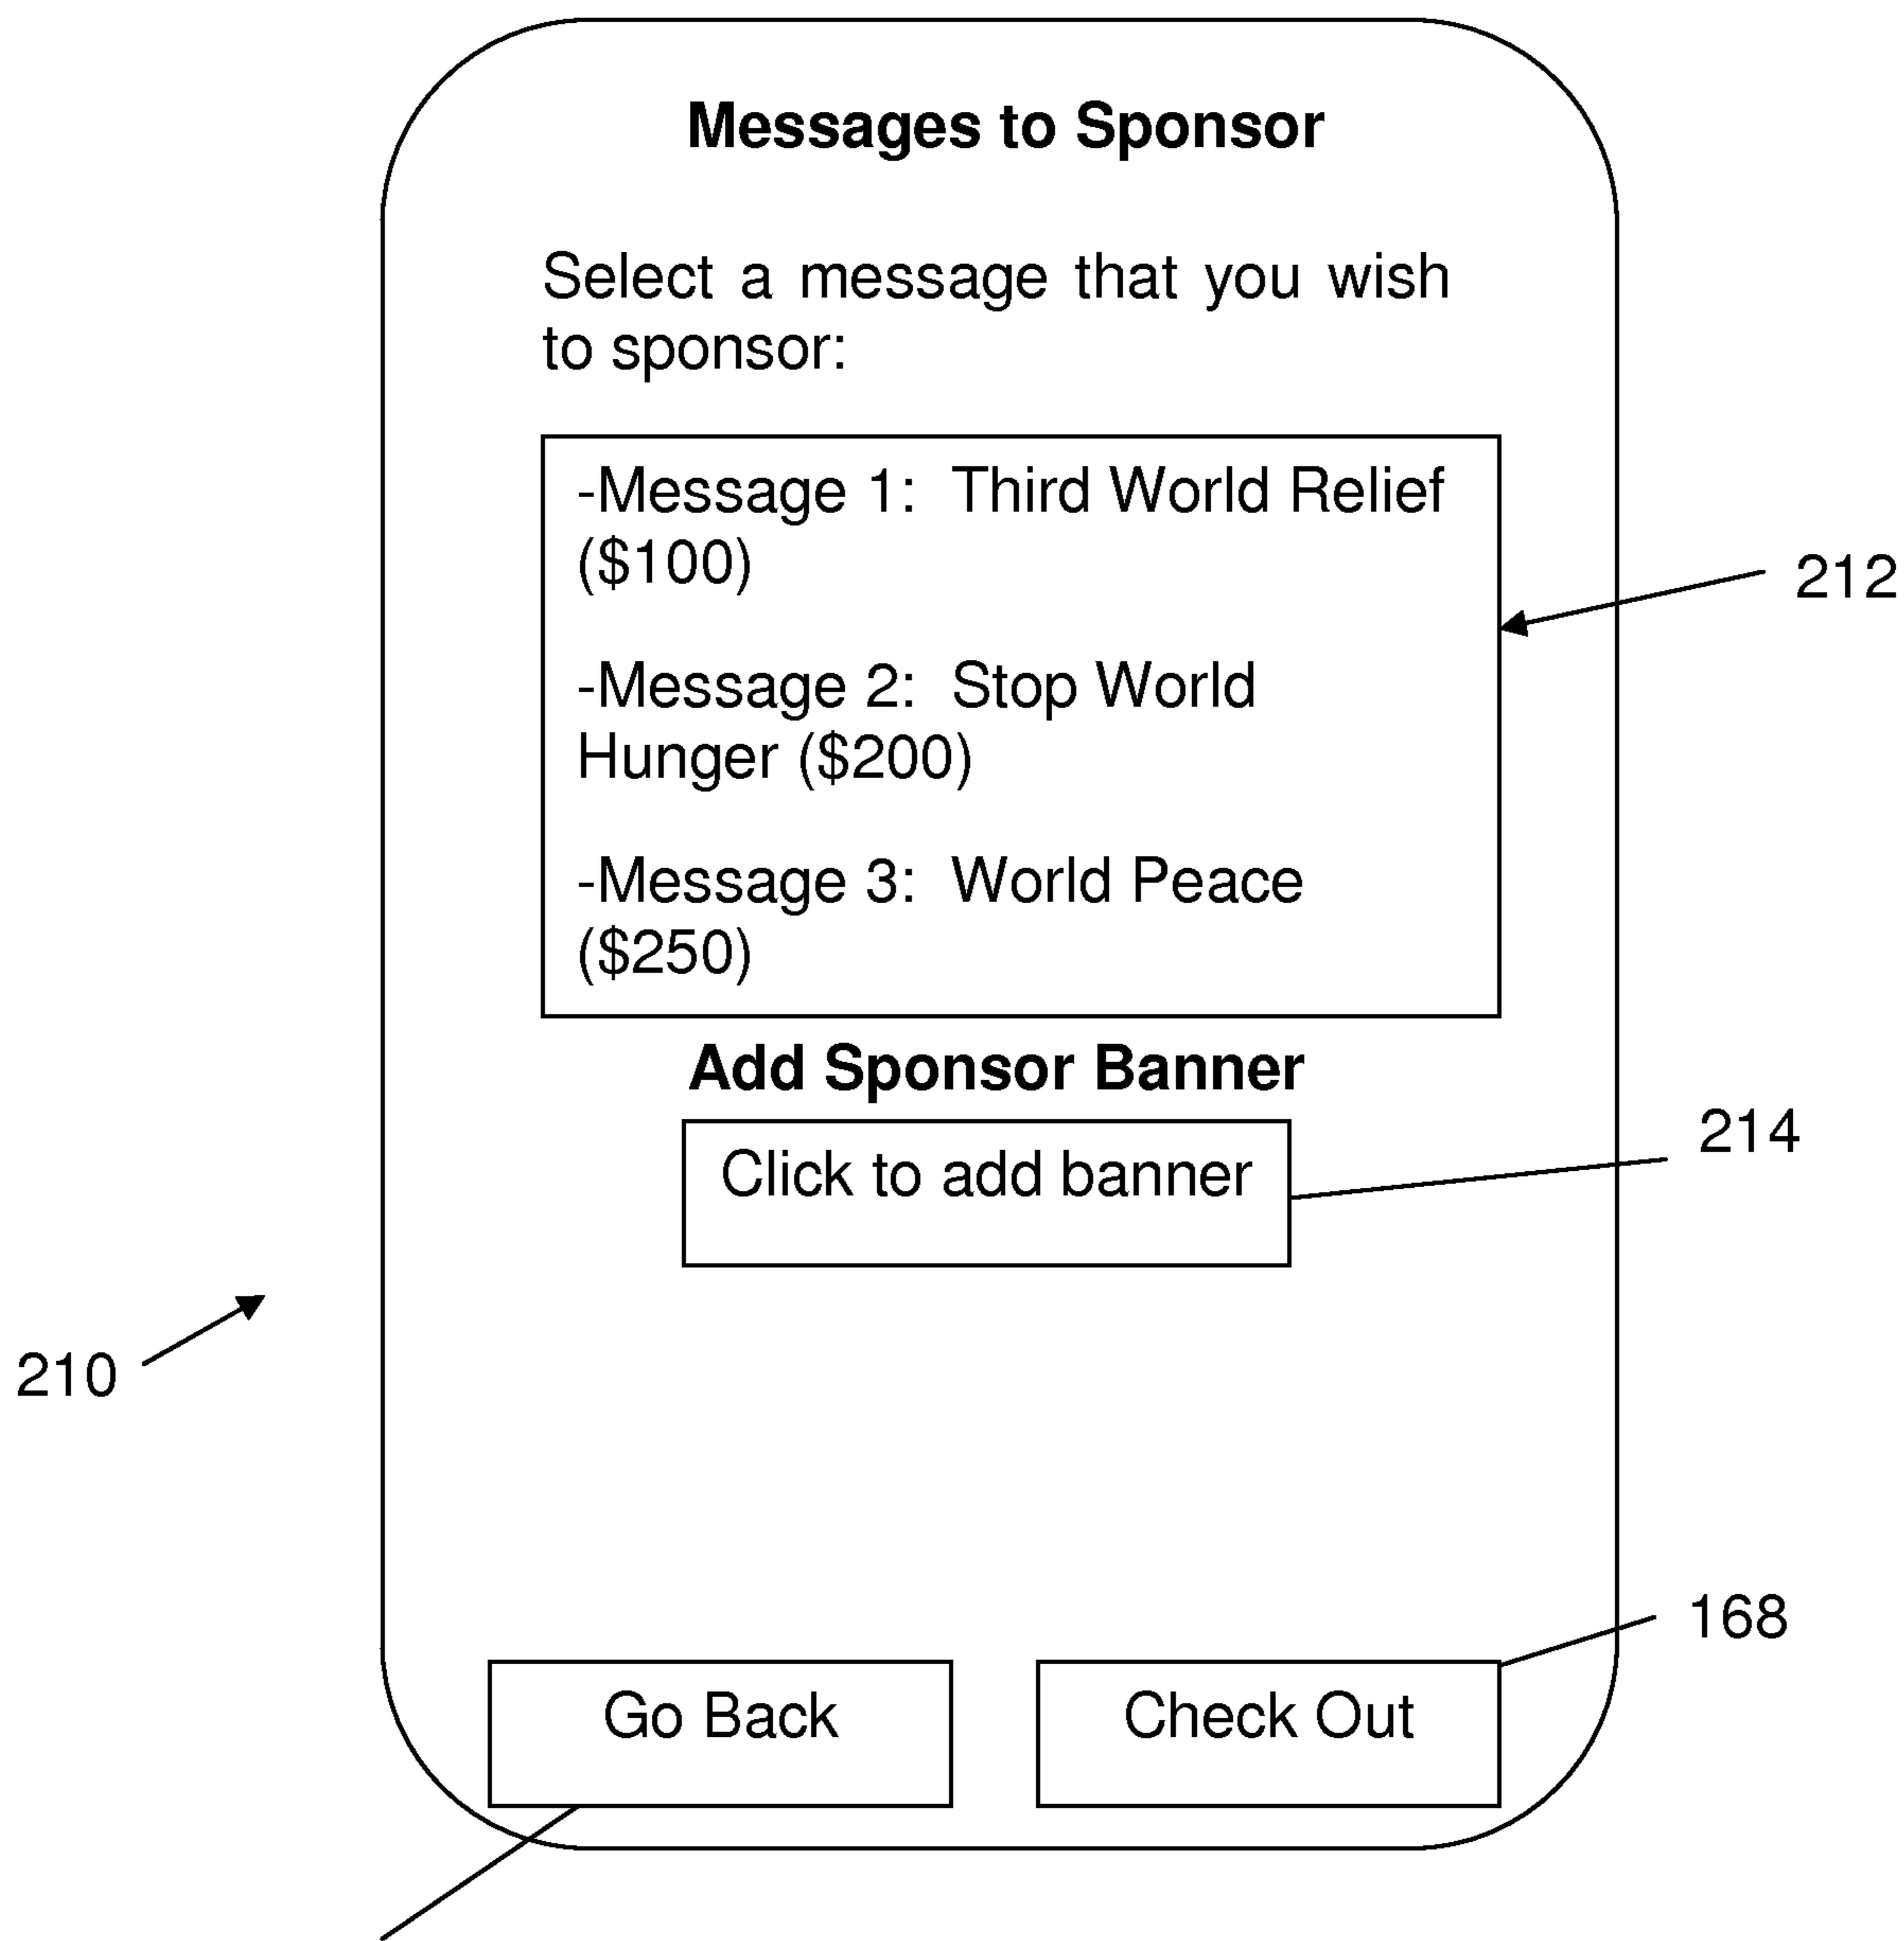 Messages to Sponsor
Select a message that you wish
to sponsor:
-Message 1: Third World Relief
($100)
212
-Message 2: Stop World
Hunger ($200)
-Message 3: World Peace
($250)
Add Sponsor Banner
Click to add banner
214
210
168
Go Back
Check Out